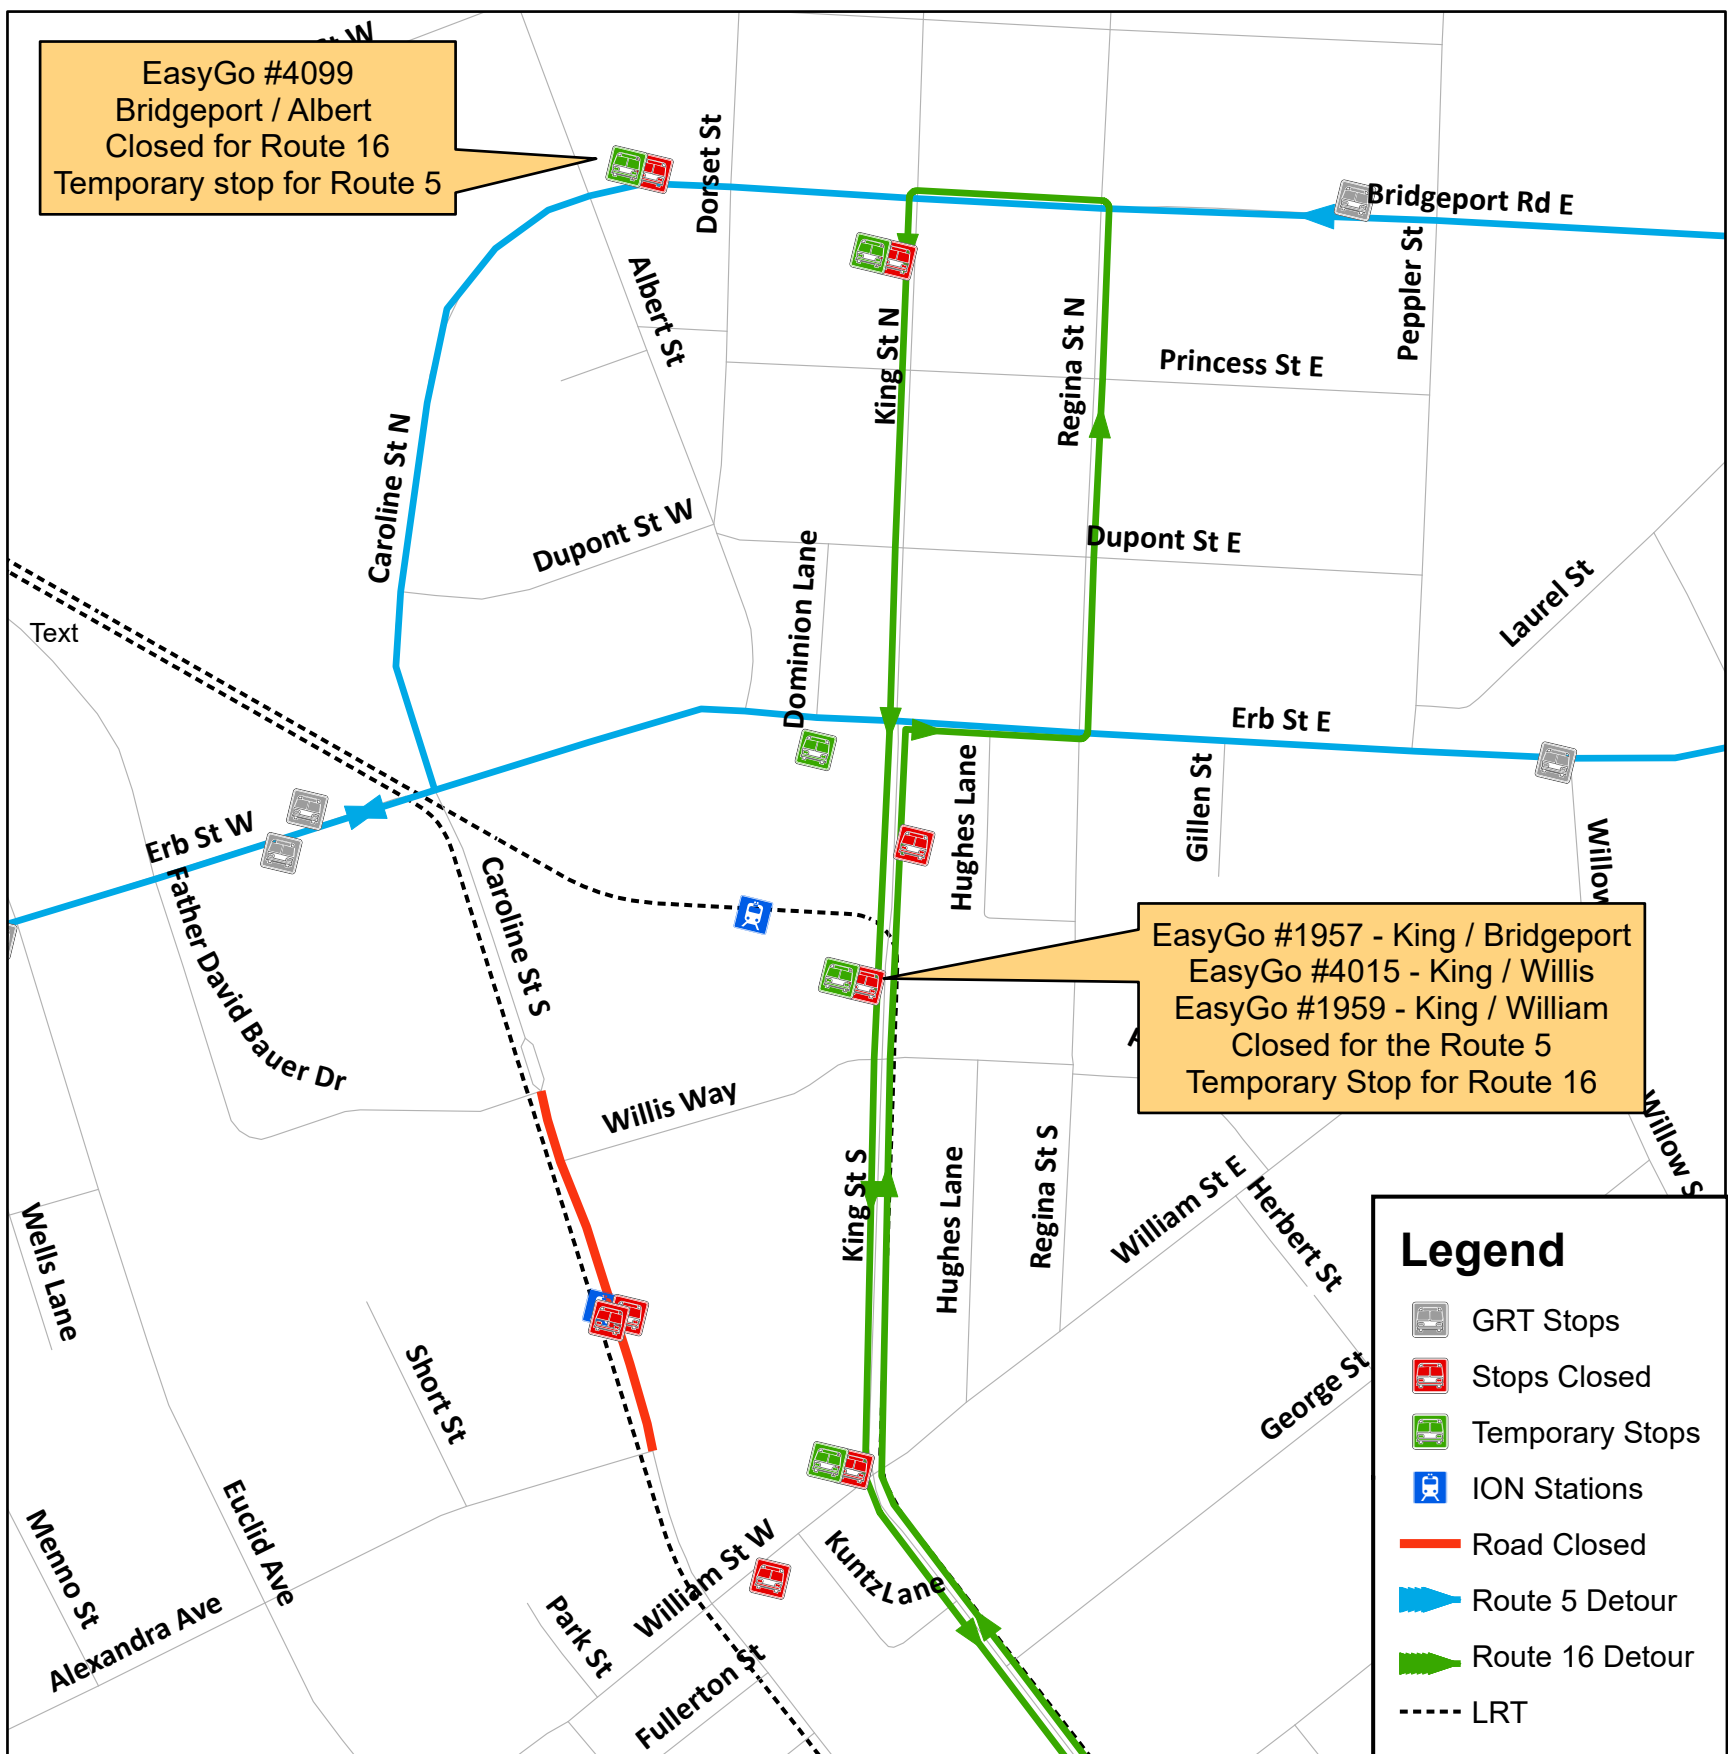 St W
EasyGo #4099
Bridgeport / Albert
Closed for Route 16
Temporary stop for Route 5
Dorset St
Bridgeport Rd E
Peppler St
Albert St
King St N
Regina St N
Princess St E
Caroline St N
Dupont St W
Dominion Lane
Dupont St E
Laurel St
Text
Erb St E
Hughes Lane
Gillen St
Willow
Erb St W
Father David Bauer Dr
Caroline St S
EasyGo #1957 - King / Bridgeport
EasyGo #4015 - King / Willis
EasyGo #1959 - King / William
Closed for the Route 5
Temporary Stop for Route 16
Willis Way
King St S
Hughes Lane
Regina St S
William St E
Herbert St
Willow S
Wells Lane
Short St
George St
Euclid Ave
Menno St
Alexandra Ave
Park St
William St W
Kuntz Lane
Fullerton St
Legend
GRT Stops
Stops Closed
Temporary Stops
ION Stations
Road Closed
Route 5 Detour
Route 16 Detour
LRT